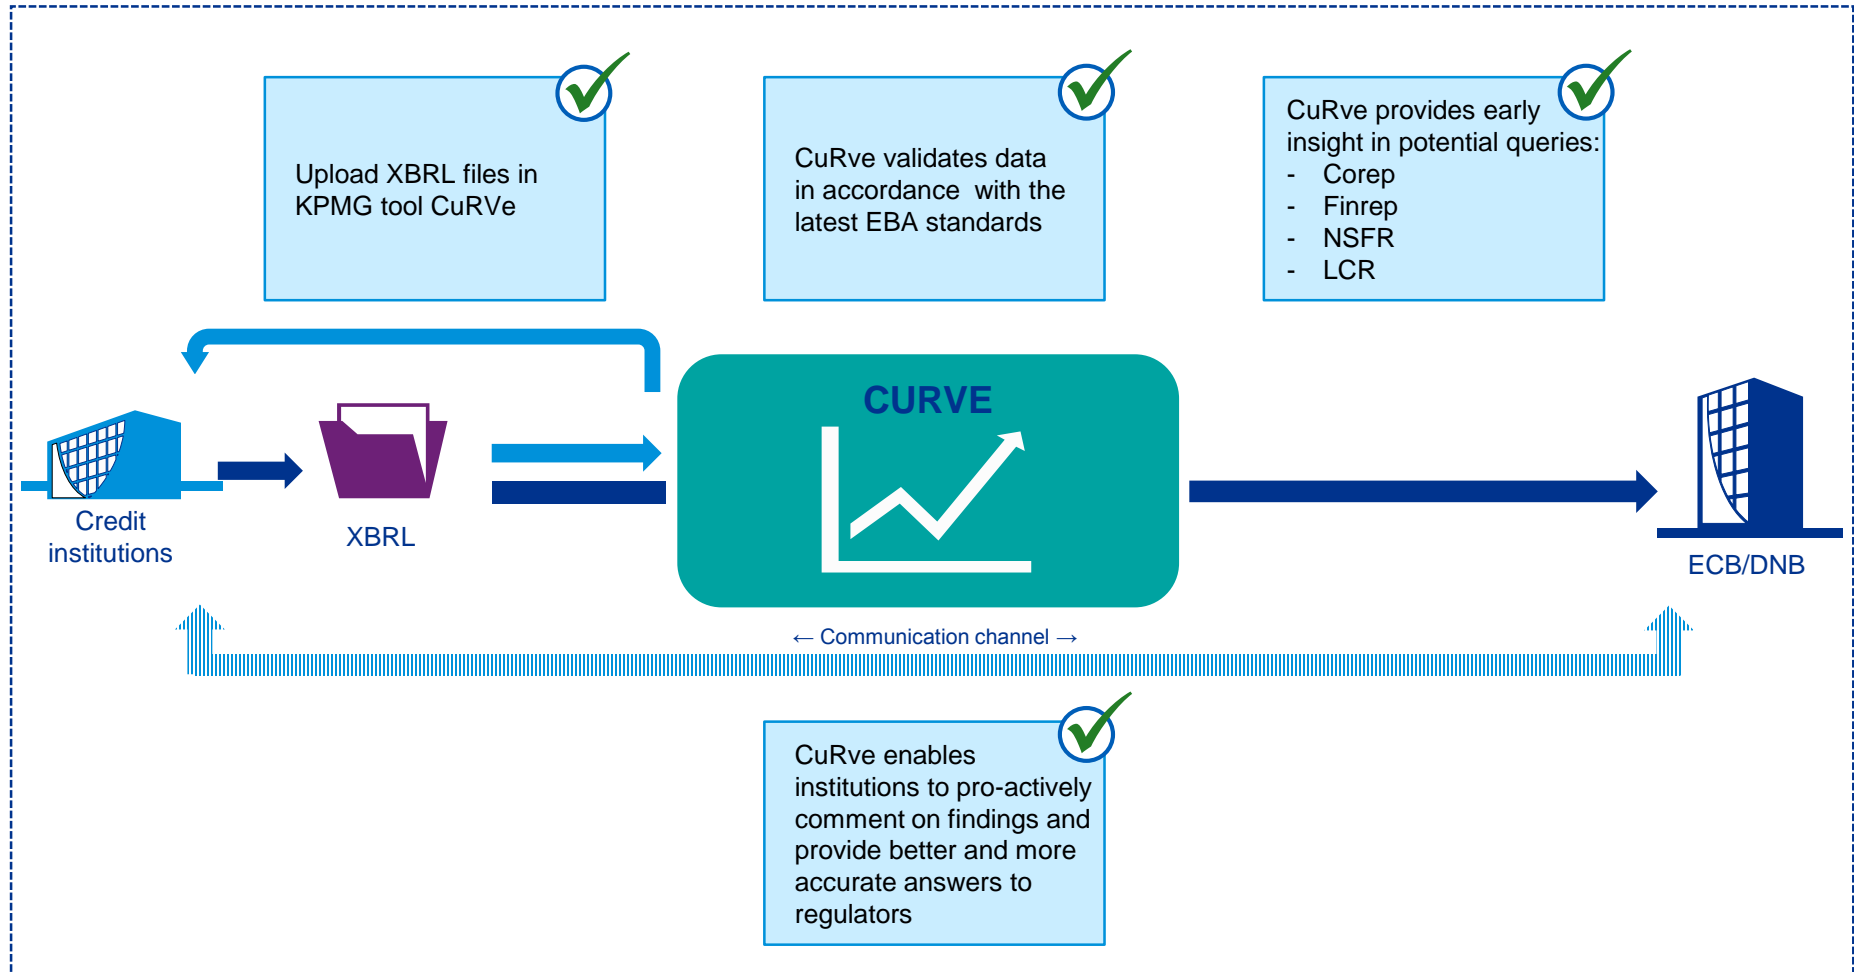 Upload XBRL files in
KPMG tool CuRVe
CuRve validates data
in accordance  with the
latest EBA standards
CuRve provides early
insight in potential queries:
- Corep
- Finrep
- NSFR
- LCR
CURVE
Credit
institutions
XBRL
ECB/DNB
← Communication channel →
CuRve enables
institutions to pro-actively
comment on findings and
provide better and more
accurate answers to
regulators